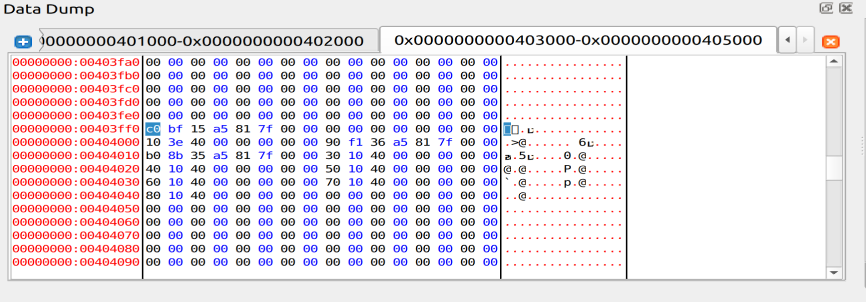 Data Dump
0000000401000-0x0000000000402000 0x0000000000403000-0x0000000000405000
00000000:00403fa0 00 00 00 00 00 00 00 00 00 00 00 00 00 00 00 00 ................
00000000:00403fb0 00 00 00 00 00 00 00 00 00 00 00 00 00 00 00 00 ................
00000000:00403fc0 00 00 00 00 00 00 00 00 00 00 00 00 00 00 00 00 ................
00000000:00403fd0 00 00 00 00 00 00 00 00 00 00 00 00 00 00 00 00 ................
00000000:00403fe0 00 00 00 00 00 00 00 00 00 00 00 00 00 00 00 00 ................
00000000:00403ff0 c0 bf 15 a5 81 7f 00 00 00 00 00 00 00 00 00 00
00000000:00404000 10 3e 40 00 00 00 00 00 90 f1 36 a5 81 7f 00 00 .>@...... 6
00000000:00404010 b0 8b 35 a5 81 7f 00 00 30 10 40 00 00 00 00 00 .5 ....0.@.....
00000000:00404020 40 10 40 00 00 00 00 00 50 10 40 00 00 00 00 00 @.@.....P.@.....
00000000:00404030 60 10 40 00 00 00 00 00 70 10 40 00 00 00 00 00 `.@.....p.@.....
00000000:00404040 80 10 40 00 00 00 00 00 00 00 00 00 00 00 00 00 ..@.............
00000000:00404050 00 00 00 00 00 00 00 00 00 00 00 00 00 00 00 00 ................
00000000:00404060 00 00 00 00 00 00 00 00 00 00 00 00 00 00 00 00 ................
00000000:00404070 00 00 00 00 00 00 00 00 00 00 00 00 00 00 00 00 ................
00000000:00404080 00 00 00 00 00 00 00 00 00 00 00 00 00 00 00 00 ................
00000000:00404090 00 00 00 00 00 00 00 00 00 00 00 00 00 00 00 00 ................